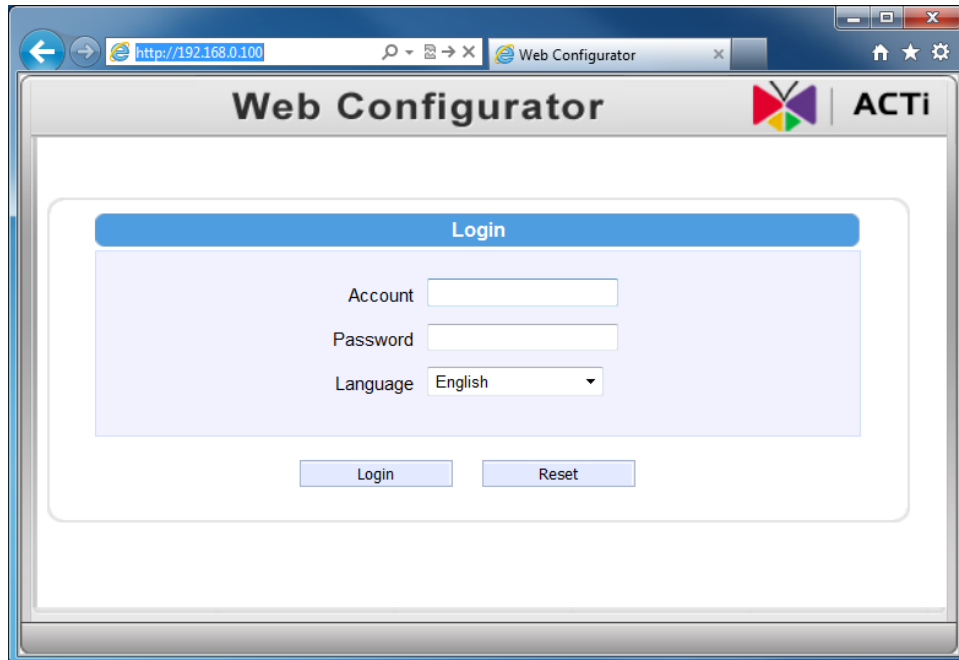 http://192.168.0.100
Web Configurator
Web Configurator
ACTi
Login
Account
Password
Language English
Login Reset